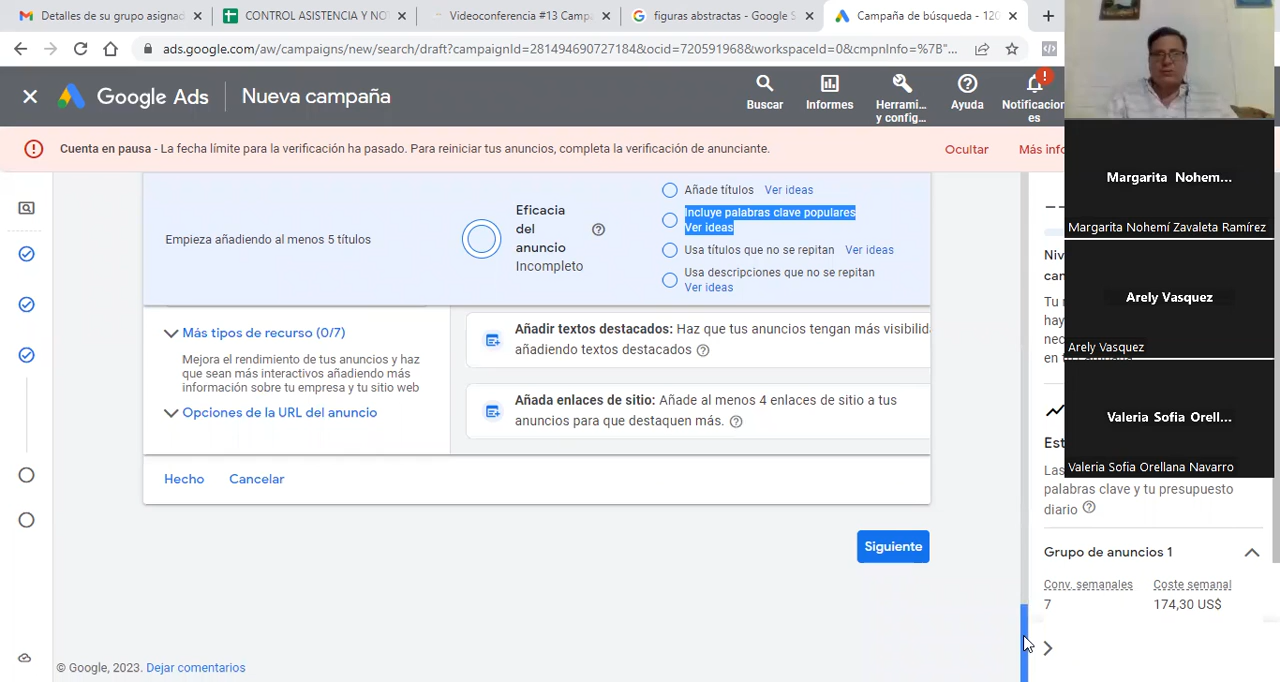 Detalles de su grupo asignad
CONTROL ASISTENCIA Y NO
Videoconferencia #13 Camp
figuras abstractas - Google S
Campaña de búsqueda - 120
ads.google.com/aw/campaigns/new/search/draft?campaignId=281494690727184&ocid=720591968&workspaceId=0&cmpnInfo=%7B"...
Google Ads
Nueva campaña
Buscar
Informes
Herrami...
y config...
Ayuda
Notificacion
es
Cuenta en pausa - La fecha límite para la verificación ha pasado. Para reiniciar tus anuncios, completa la verificación de anunciante.
Ocultar
Más info
Empieza añadiendo al menos 5 títulos
Eficacia
del
anuncio
Incompleto
Añade títulos Ver ideas
Incluye palabras clave populares
Ver ideas
Usa títulos que no se repitan Ver ideas
Usa descripciones que no se repitan
Ver ideas
Más tipos de recurso (0/7)
Mejora el rendimiento de tus anuncios y haz
que sean más interactivos añadiendo más
información sobre tu empresa y tu sitio web
Opciones de la URL del anuncio
Añadir textos destacados: Haz que tus anuncios tengan más visibilida
añadiendo textos destacados
Añada enlaces de sitio: Añade al menos 4 enlaces de sitio a tus
anuncios para que destaquen más.
Hecho
Cancelar
Siguiente
© Google, 2023. Dejar comentarios
Niv
can
Tu
hay
nec
en
Est
Las
palabras clave y tu presupuesto
diario
Grupo de anuncios 1
Conv. semanales
Coste semanal
7
174,30 US$
Margarita Nohem...
Margarita Nohemí Zavaleta Ramírez
Arely Vasquez
Arely Vasquez
Valeria Sofia Orell...
Valeria Sofia Orellana Navarro